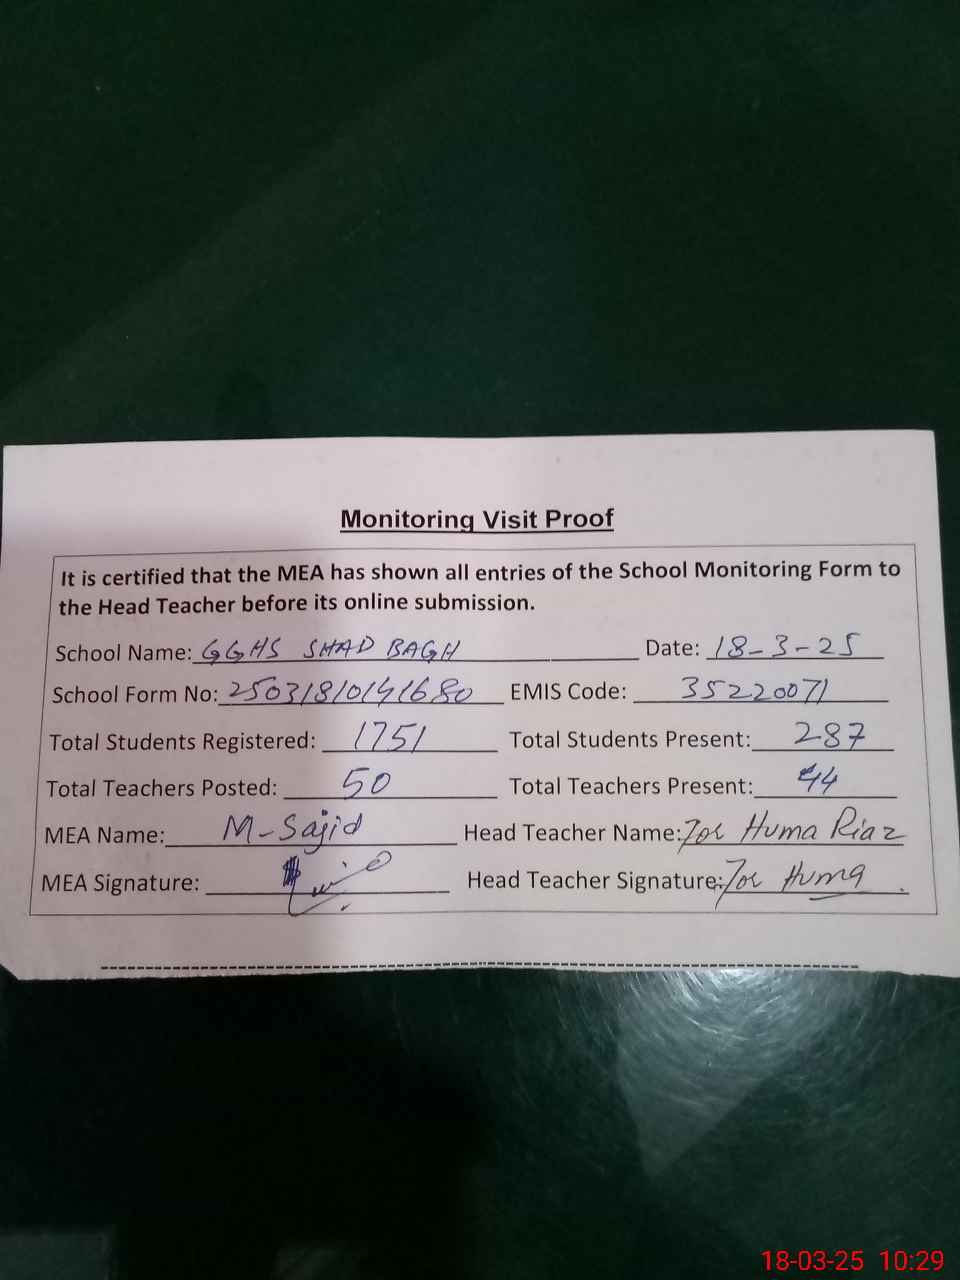 Monitoring Visit Proof
It is certified that the MEA has shown all entries of the School Monitoring Form to
the Head Teacher before its online submission.
School Name: GGHS SHAD BAGH Date: 18-3-25
School Form No: 25031810141680 EMIS Code: 35220071
Total Students Registered: 1751 Total Students Present: 287
Total Teachers Posted: 50 Total Teachers Present: 44
MEA Name: M-Sajid Head Teacher Name: Huma Riaz
MEA Signature: Head Teacher Signature: Huma
18-03-25 10:29